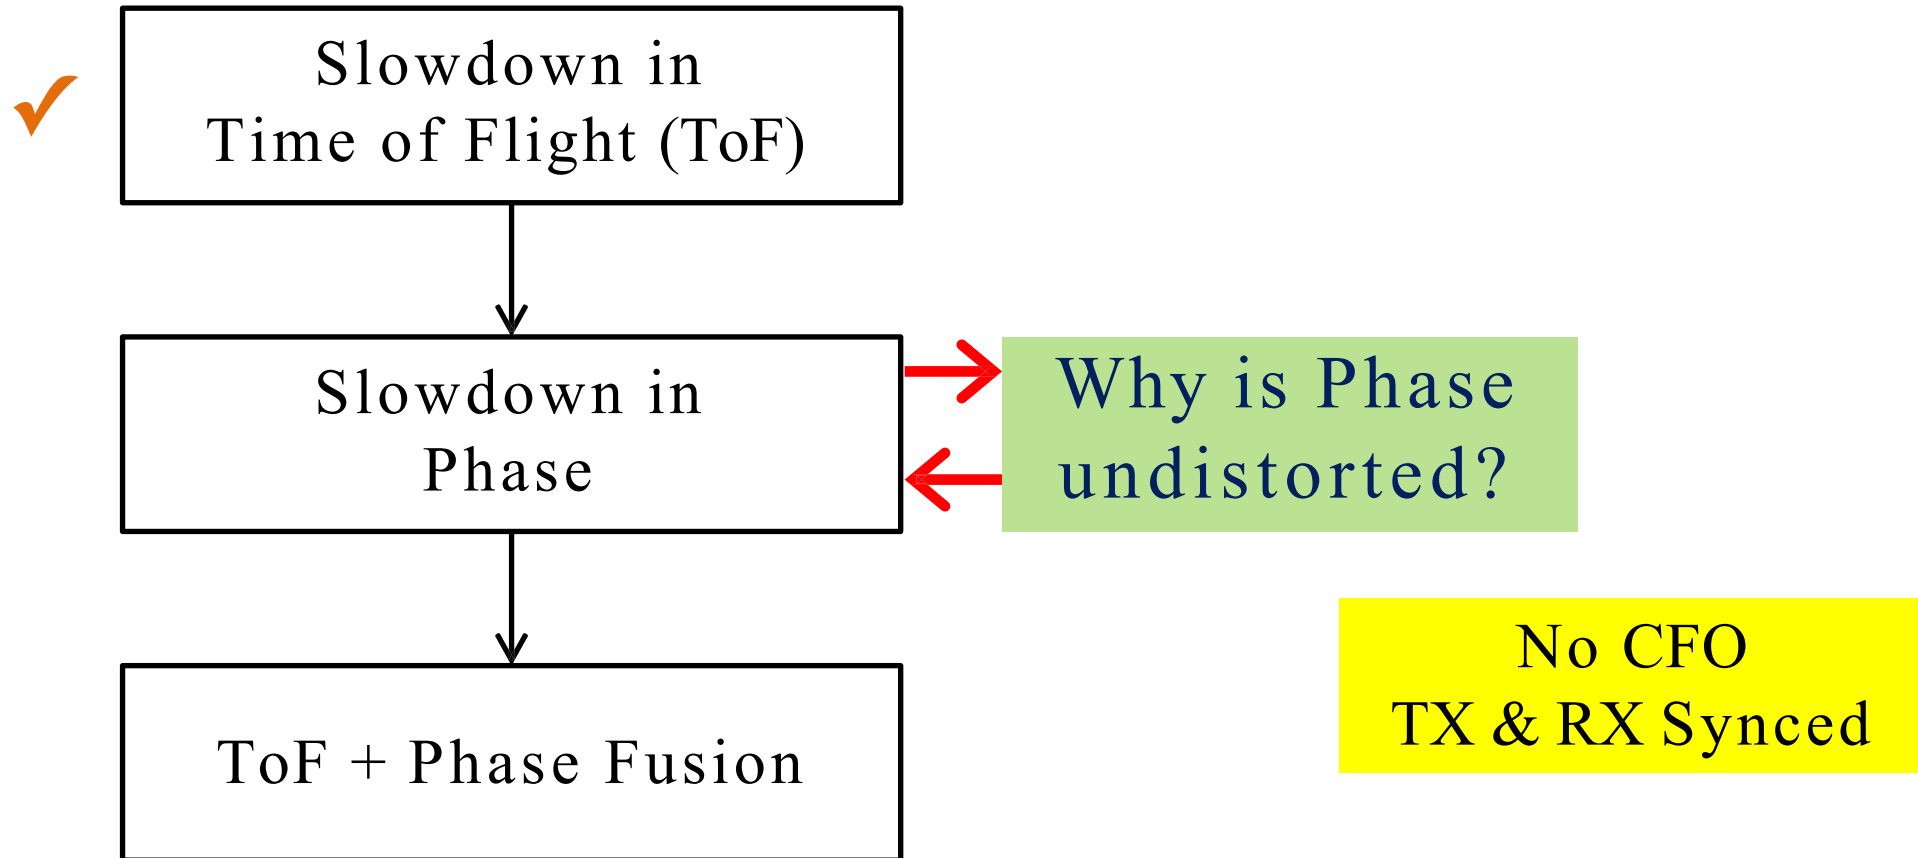 Slowdown in
Time of Flight (ToF)
Slowdown in
Phase
Why is Phase
undistorted?
No CFO
TX & RX Synced
ToF + Phase Fusion